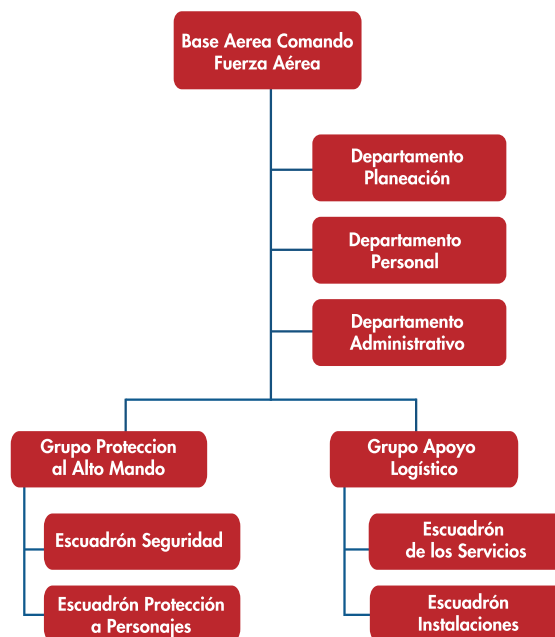 Base Aerea Comando
Fuerza Aérea
Departamento
Planeación
Departamento
Personal
Departamento
Administrativo
Grupo Proteccion
al Alto Mando
Grupo Apoyo
Logístico
Escuadrón Seguridad
Escuadrón
de los Servicios
Escuadrón Protección
a Personajes
Escuadrón
Instalaciones